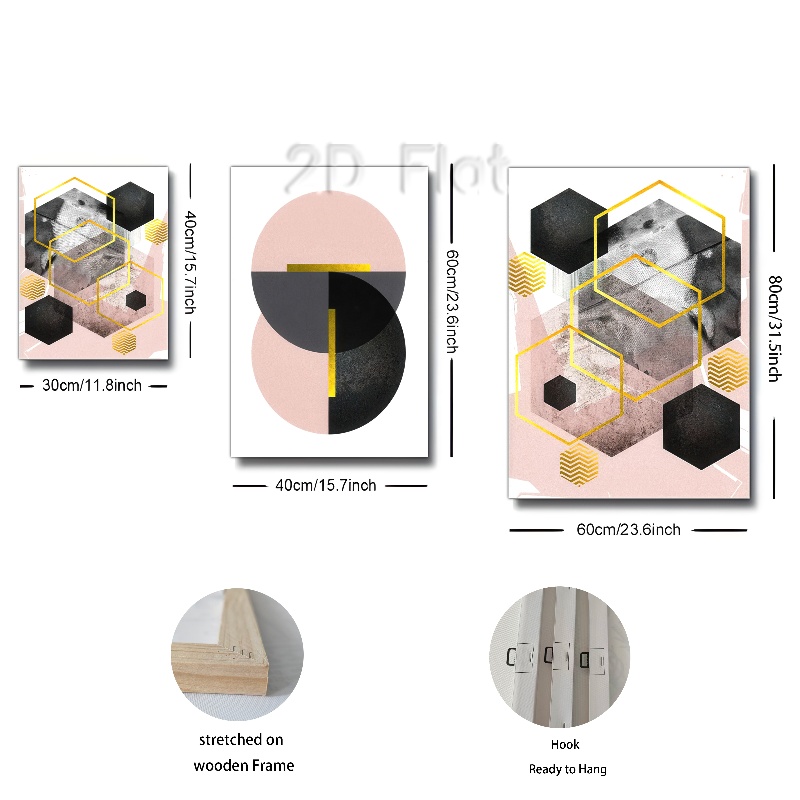 2D Flat
40cm/15.7inch
30cm/11.8inch
60cm/23.6inch
40cm/15.7inch
80cm/31.5inch
60cm/23.6inch
stretched on
wooden Frame
Hook
Ready to Hang